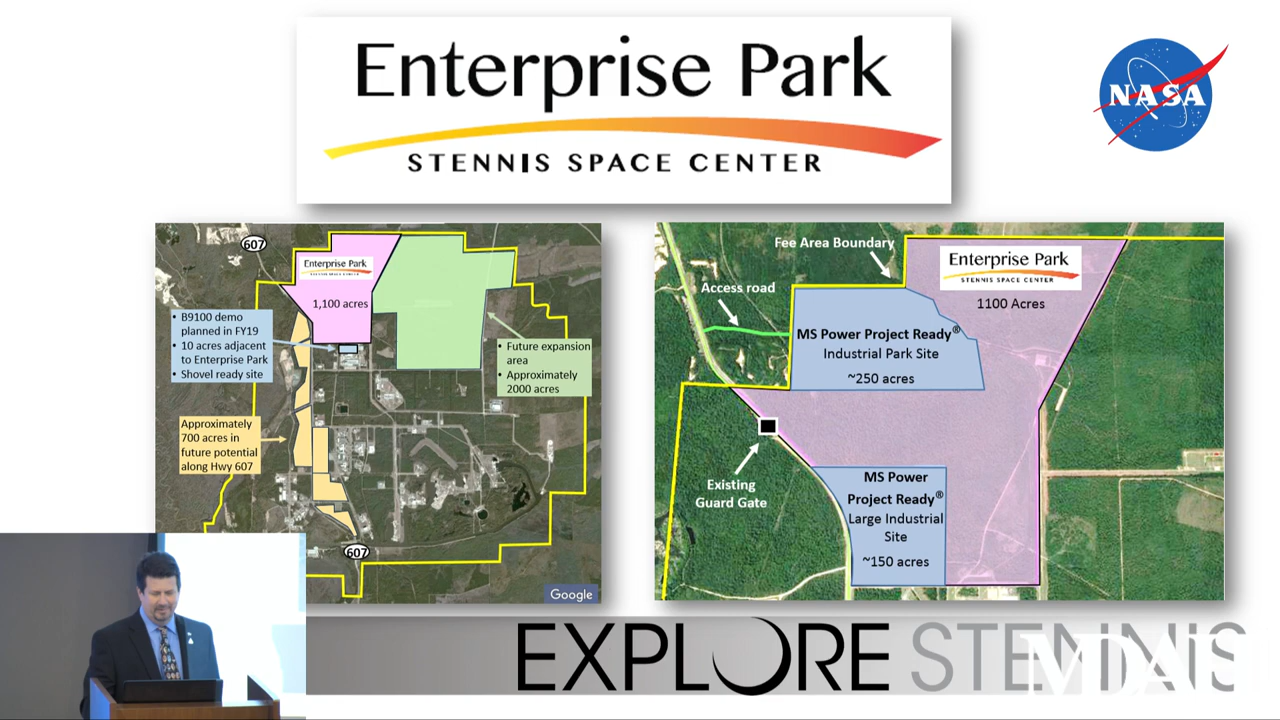 Enterprise Park
STENNIS SPACE CENTER
NASA
607
Enterprise Park
STENNIS SPACE CENTER
1,100 acres
• B9100 demo
planned in FY19
• 10 acres adjacent
to Enterprise Park
• Shovel ready site
• Future expansion
area
• Approximately
2000 acres
Approximately
700 acres in
future potential
along Hwy 607
607
Google
Fee Area Boundary
Enterprise Park
STENNIS SPACE CENTER
1100 Acres
Access road
MS Power Project Ready®
Industrial Park Site
~250 acres
Existing
Guard Gate
MS Power
Project Ready®
Large Industrial
Site
~150 acres
EXPLORE STENNIS